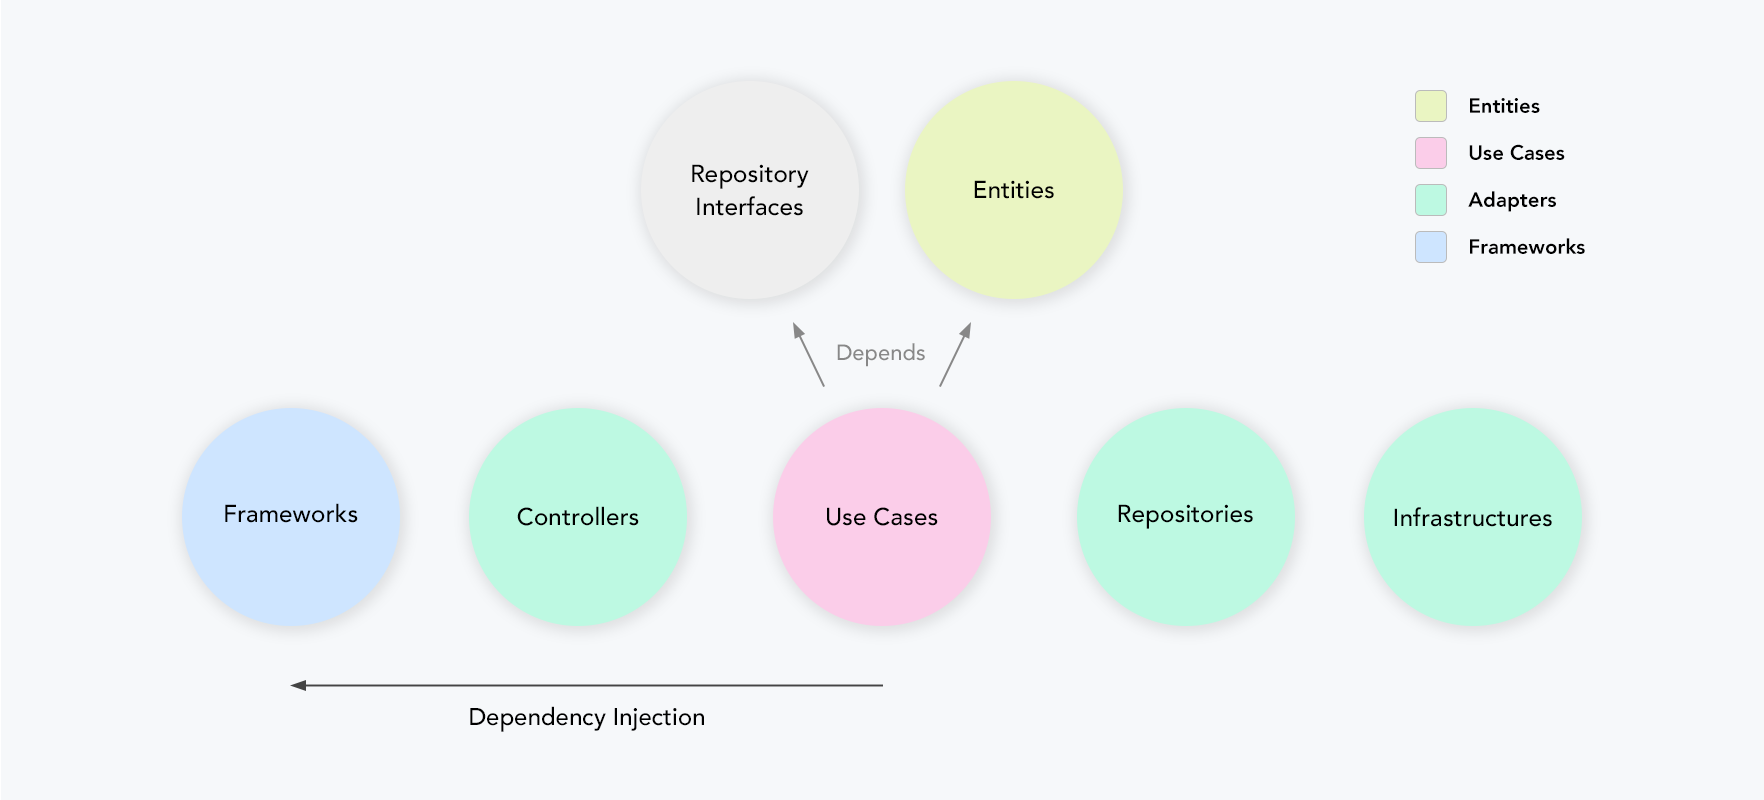 Repository
Interfaces
Entities
Entities
Use Cases
Adapters
Frameworks
Depends
Frameworks
Controllers
Use Cases
Repositories
Infrastructures
Dependency Injection